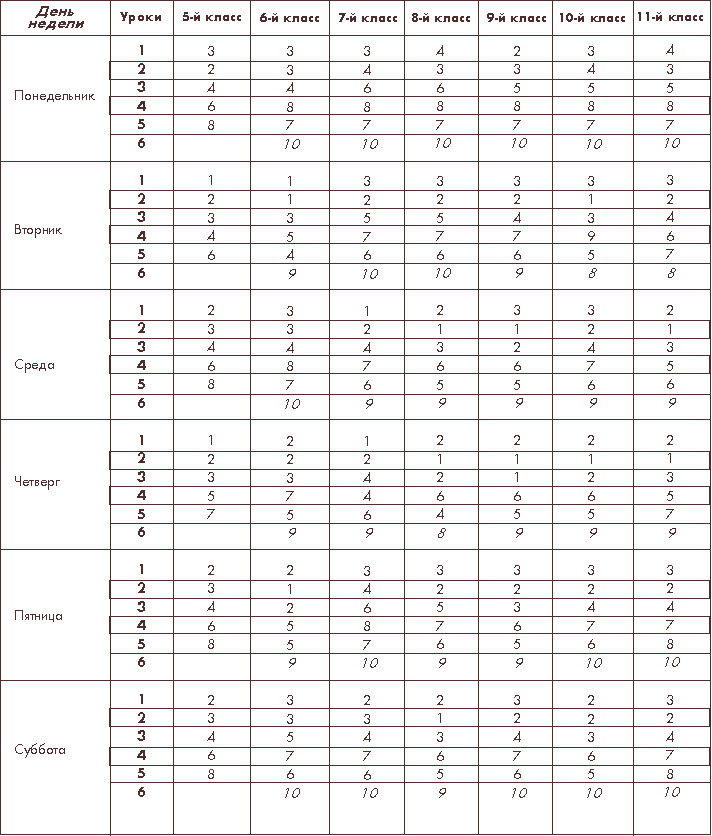 День недели Уроки 5-й класс 6-й класс 7-й класс 8-й класс 9-й класс 10-й класс 11-й класс
Понедельник
1 3 3 3 4 2 3 4
2 2 3 4 3 3 4 3
3 4 4 6 6 5 5 5
4 6 8 8 8 8 8 8
5 8 7 7 7 7 7 7
6 10 10 10 10 10 10
Вторник
1 1 1 3 3 3 3 3
2 2 1 2 2 2 1 2
3 3 3 5 5 4 3 4
4 4 5 7 7 7 9 6
5 6 4 6 6 6 5 7
6 9 10 10 9 8 8
Среда
1 2 3 1 2 3 3 2
2 3 3 2 1 1 2 1
3 4 4 4 3 2 4 3
4 6 8 7 6 6 7 5
5 8 7 6 5 5 6 6
6 10 9 9 9 9 9
Четверг
1 1 2 1 2 2 2 2
2 2 2 2 1 1 1 1
3 3 3 4 2 1 2 3
4 5 7 4 6 6 6 5
5 7 5 6 4 5 5 7
6 9 9 8 9 9 9
Пятница
1 2 2 3 3 3 3 3
2 3 1 4 2 2 2 2
3 4 2 6 5 3 4 4
4 6 5 8 7 6 7 7
5 8 5 7 6 5 6 8
6 9 10 9 9 10 10
Суббота
1 2 3 2 2 3 2 3
2 3 3 3 1 2 2 2
3 4 5 4 3 4 3 4
4 6 7 7 6 7 6 7
5 8 6 6 5 6 5 8
6 10 10 9 10 10 10